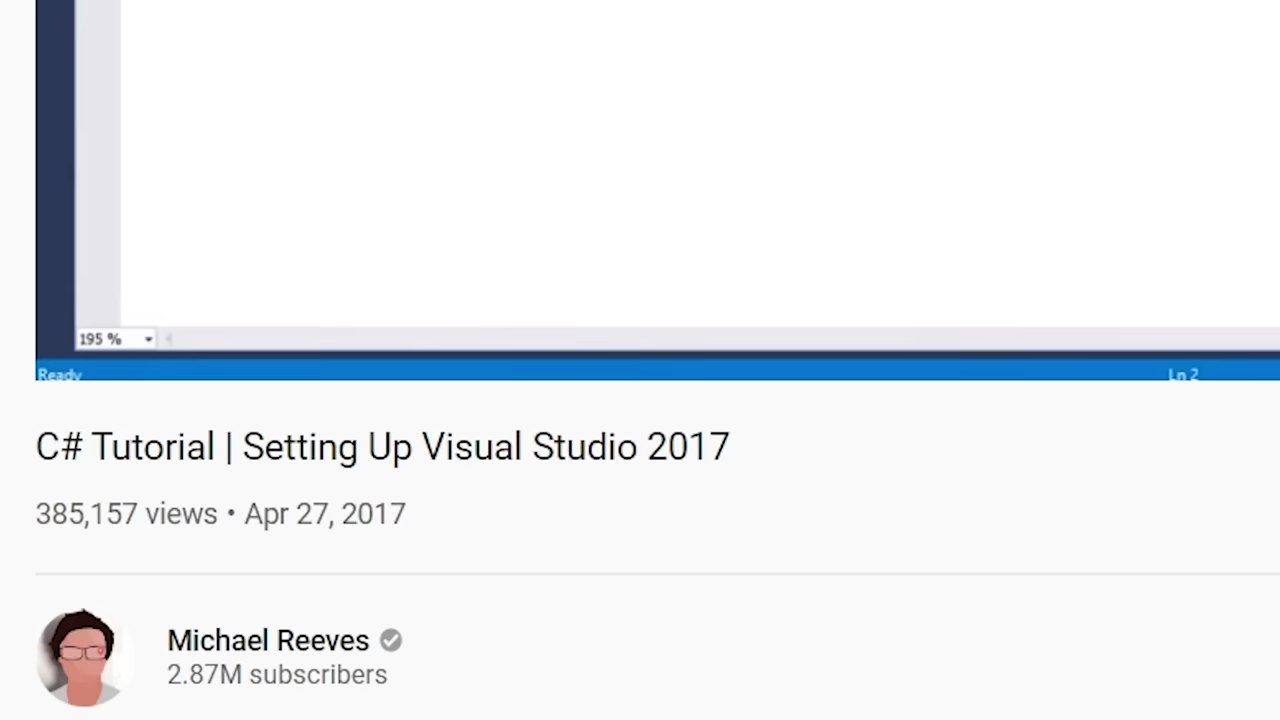 195 %
Ready
Ln 2
C# Tutorial | Setting Up Visual Studio 2017
385,157 views • Apr 27, 2017
Michael Reeves
2.87M subscribers